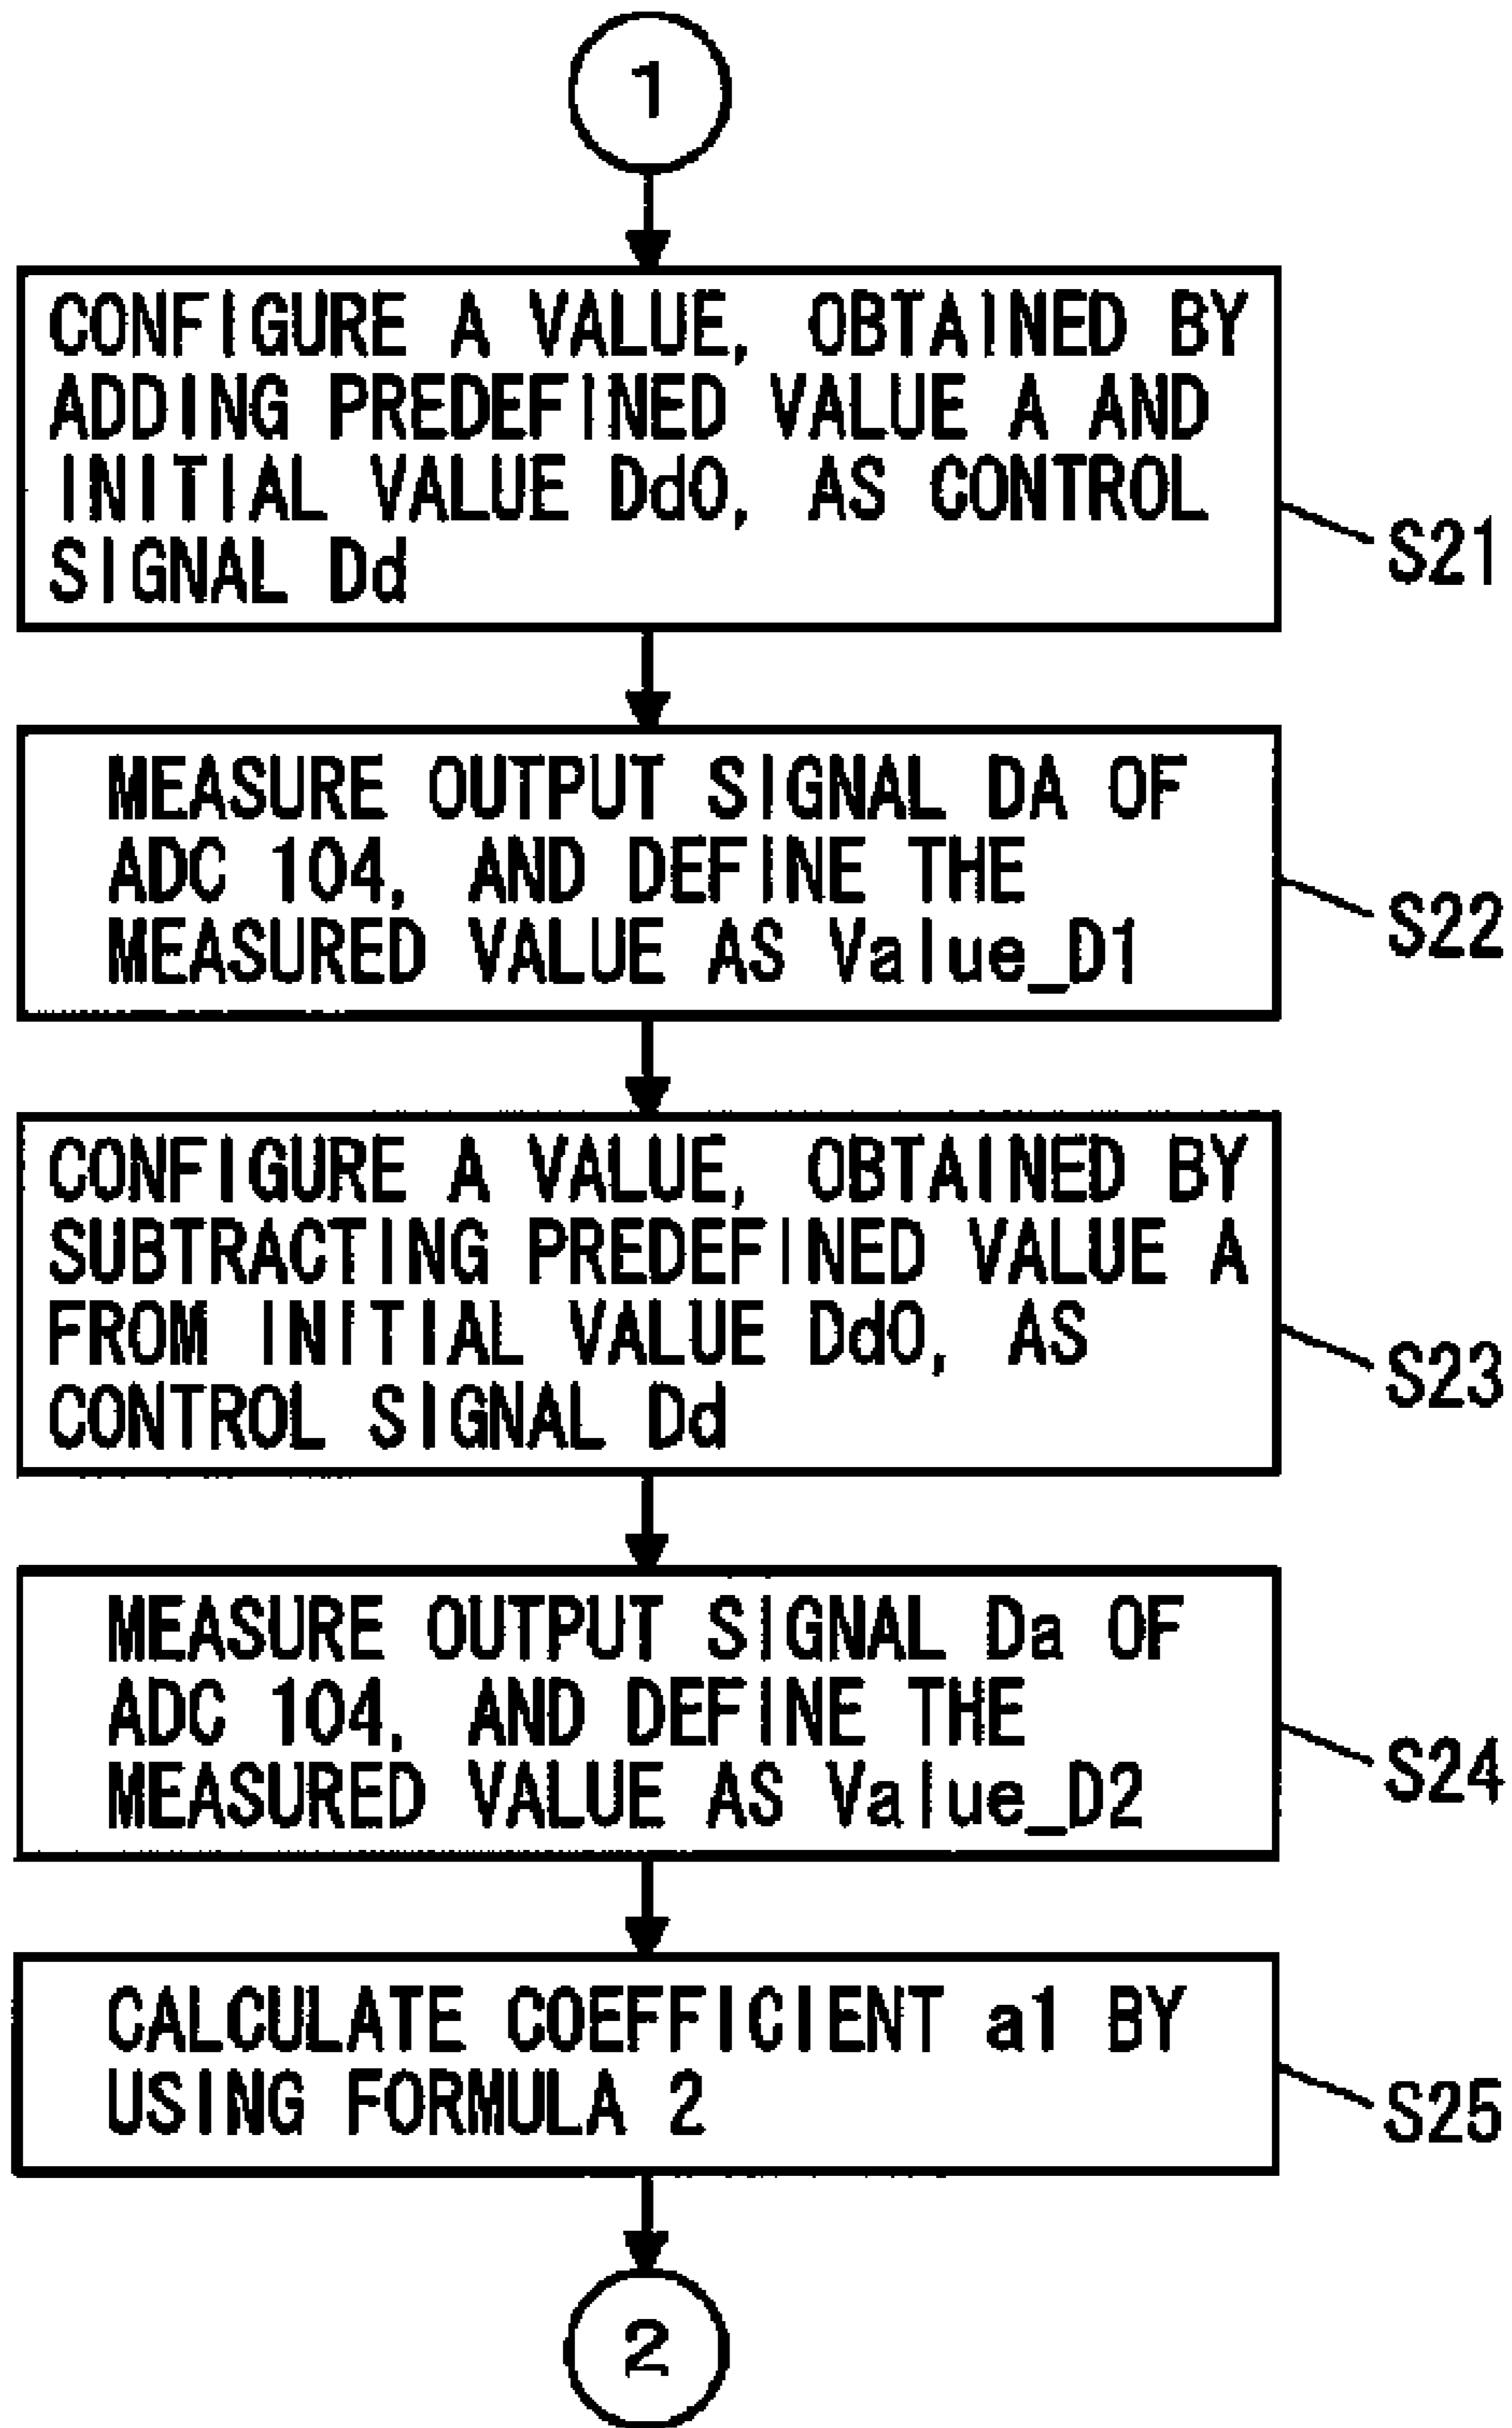 1
CONFIGURE A VALUE, OBTAINED BY
ADDING PREDEFINED VALUE A AND
INITIAL VALUE Dd0, AS CONTROL
SIGNAL Dd
S21
MEASURE OUTPUT SIGNAL DA OF
ADC 104, AND DEFINE THE
MEASURED VALUE AS Value_D1
S22
CONFIGURE A VALUE, OBTAINED BY
SUBTRACTING PREDEFINED VALUE A
FROM INITIAL VALUE Dd0, AS
CONTROL SIGNAL Dd
S23
MEASURE OUTPUT SIGNAL Da OF
ADC 104, AND DEFINE THE
MEASURED VALUE AS Value_D2
S24
CALCULATE COEFFICIENT a1 BY
USING FORMULA 2
S25
2